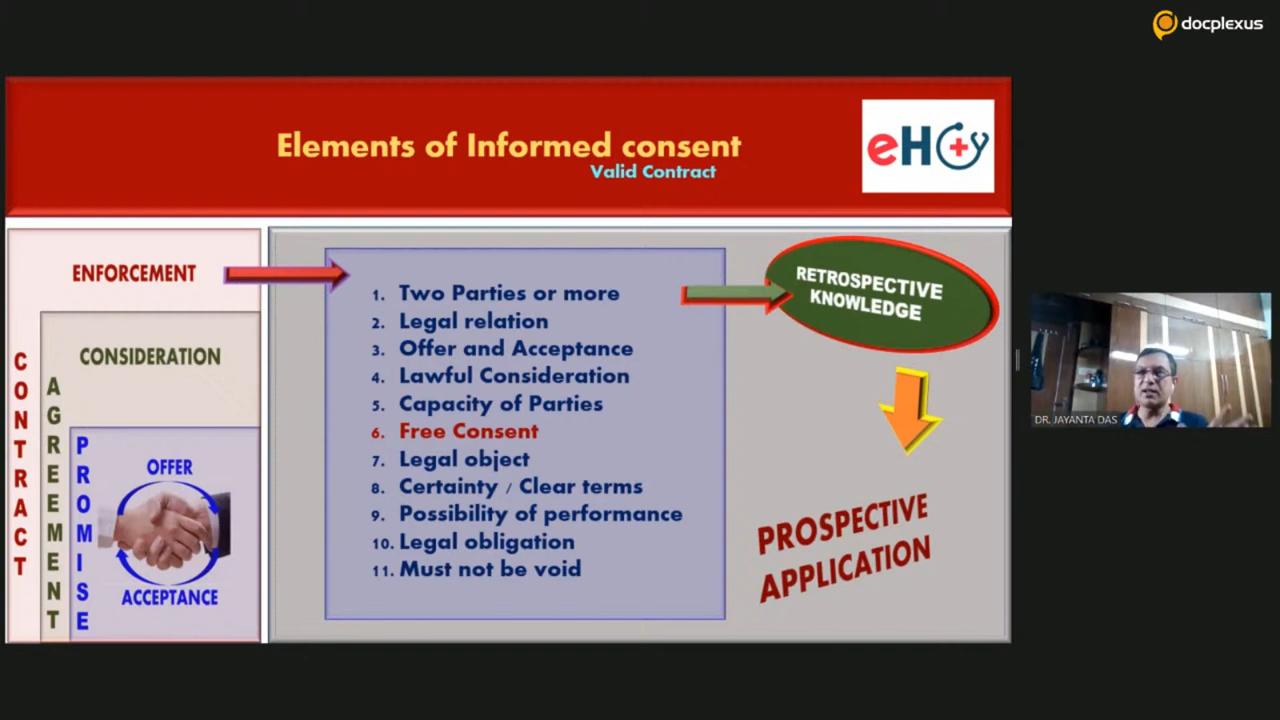 docplexus
Elements of Informed consent
Valid Contract
eH
ENFORCEMENT
CONSIDERATION
CONTRACT
AGREEMENT
PROMISE
OFFER
ACCEPTANCE
1. Two Parties or more
2. Legal relation
3. Offer and Acceptance
4. Lawful Consideration
5. Capacity of Parties
6. Free Consent
7. Legal object
8. Certainty / Clear terms
9. Possibility of performance
10. Legal obligation
11. Must not be void
RETROSPECTIVE
KNOWLEDGE
PROSPECTIVE
APPLICATION
DR. JAYANTA DAS